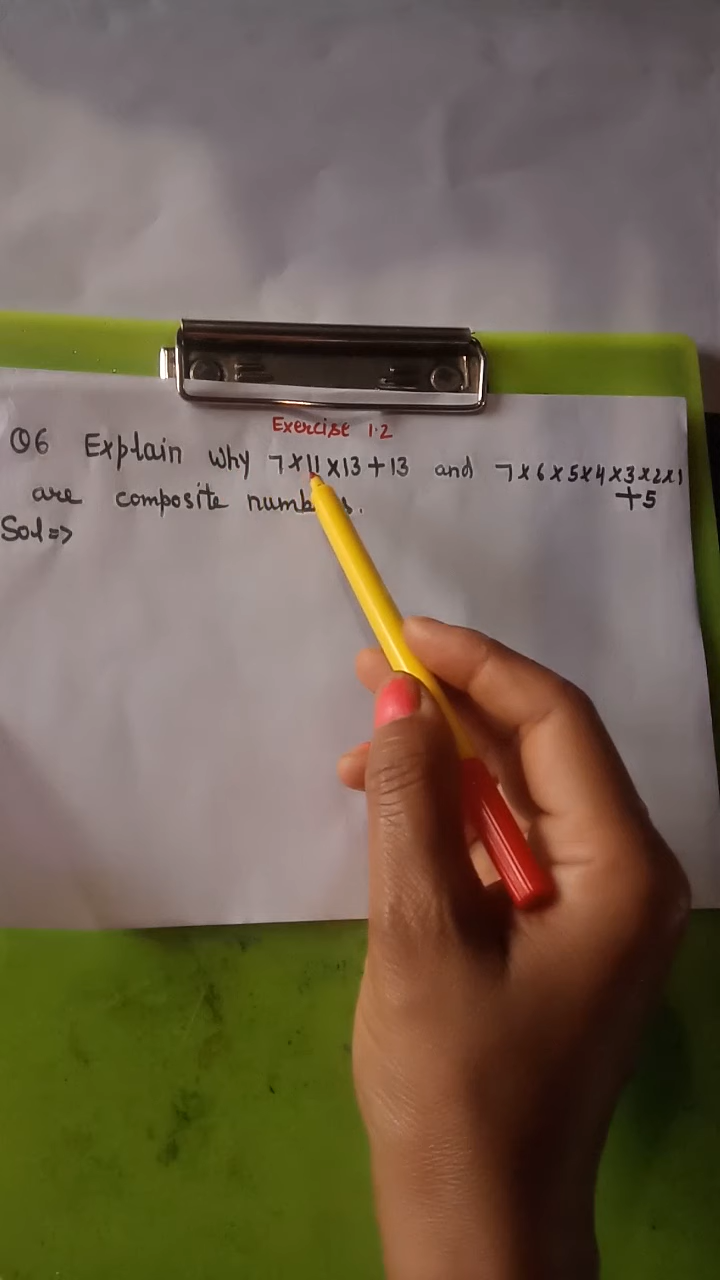 Exercise 1.2
Q6 Explain why 7×11×13+13 and 7×6×5×4×3×2×1
+5
are composite numbers.
Sol=>